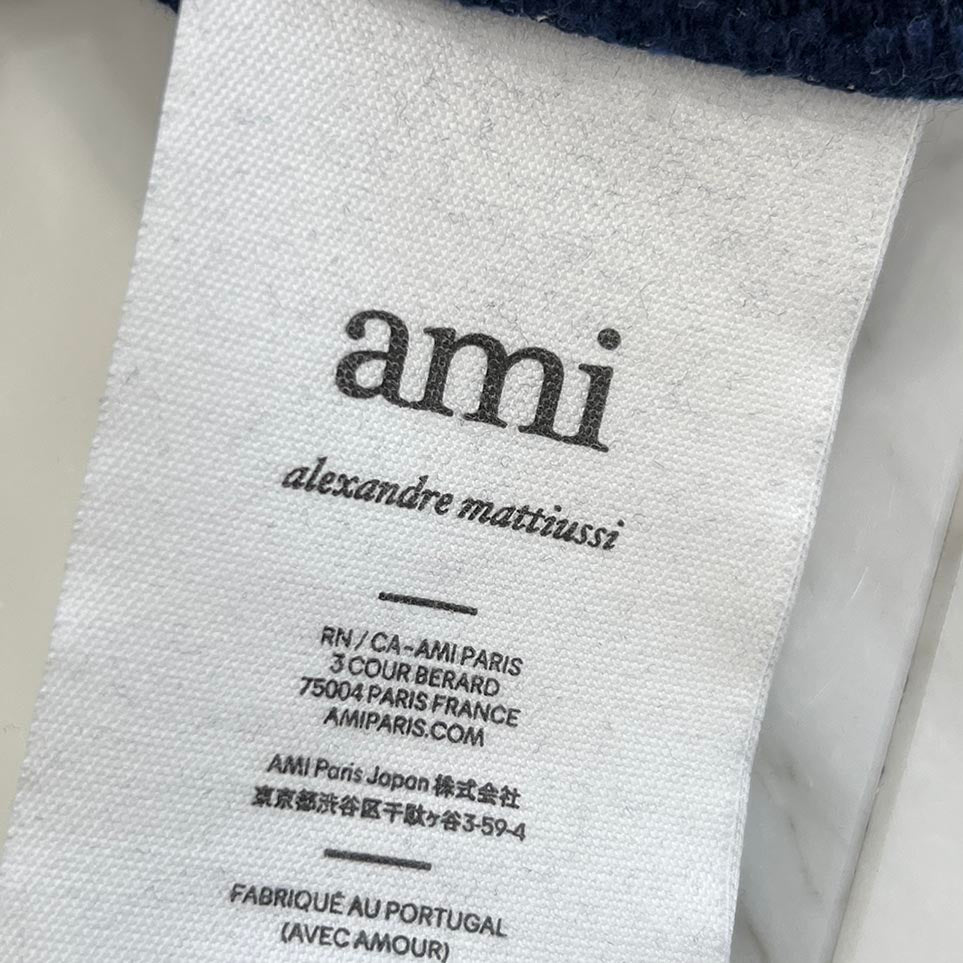 ami
alexandre mattiussi
RN / CA-AMI PARIS
3 COUR BERARD
75004 PARIS FRANCE
AMIPARIS.COM
AMI Paris Japan 株式会社
東京都渋谷区千駄ヶ谷3-59-4
FABRIQUÉ AU PORTUGAL
(AVEC AMOUR)